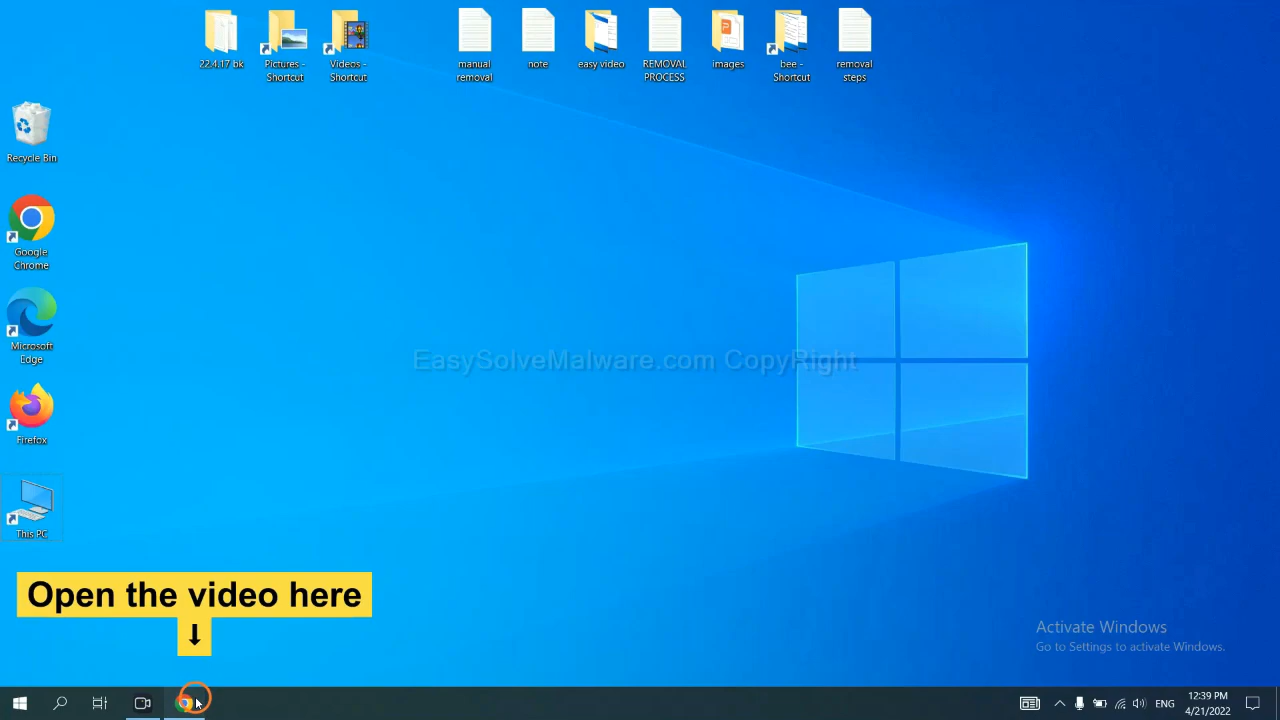 22.4.17 bk
Pictures -
Shortcut
Videos -
Shortcut
manual
removal
note
easy video
REMOVAL
PROCESS
images
bee -
Shortcut
removal
steps
Recycle Bin
Google
Chrome
Microsoft
Edge
Firefox
This PC
EasySolveMalware.com CopyRight
Open the video here
↓
Activate Windows
Go to Settings to activate Windows.
ENG
12:39 PM
4/21/2022